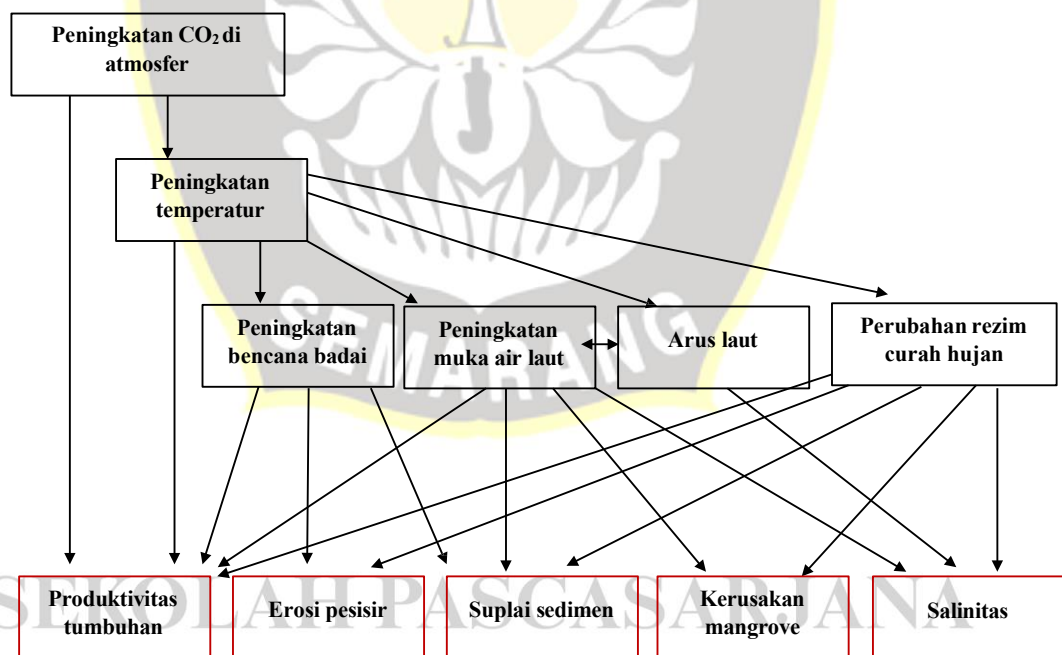 Peningkatan CO₂ di
atmosfer
Peningkatan
temperatur
Peningkatan
bencana badai
Peningkatan
muka air laut
Arus laut
Perubahan rezim
curah hujan
SEMARANG
Produktivitas
tumbuhan
Erosi pesisir
Suplai sedimen
Kerusakan
mangrove
Salinitas
SEKOLAH PASCASARJANA